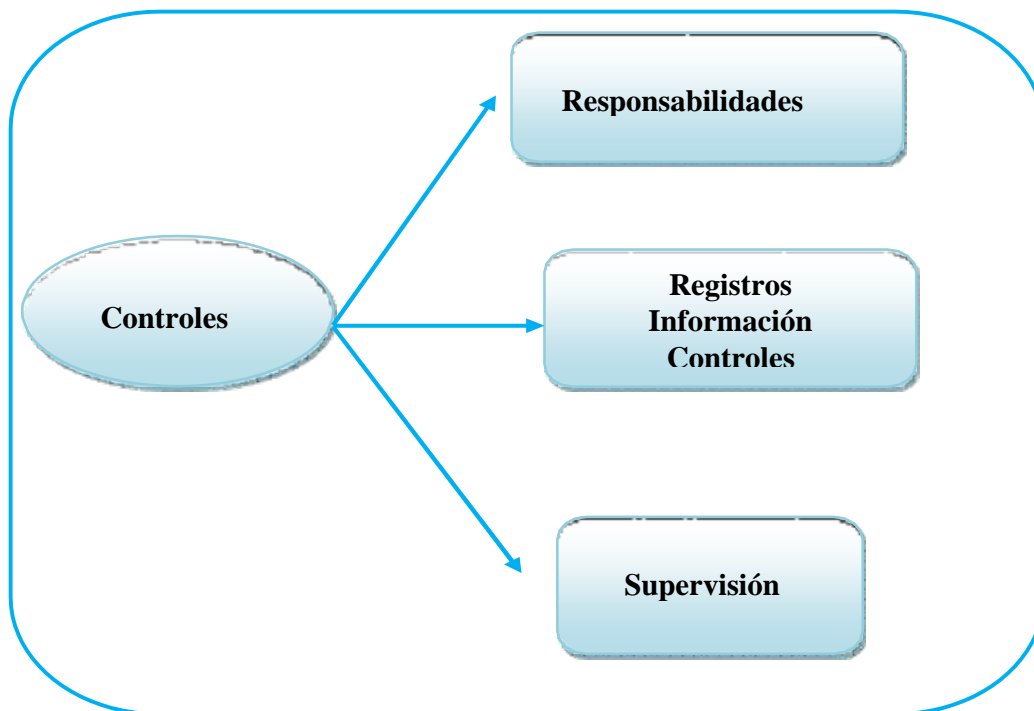 Responsabilidades
Controles
Registros
Información
Controles
Supervisión